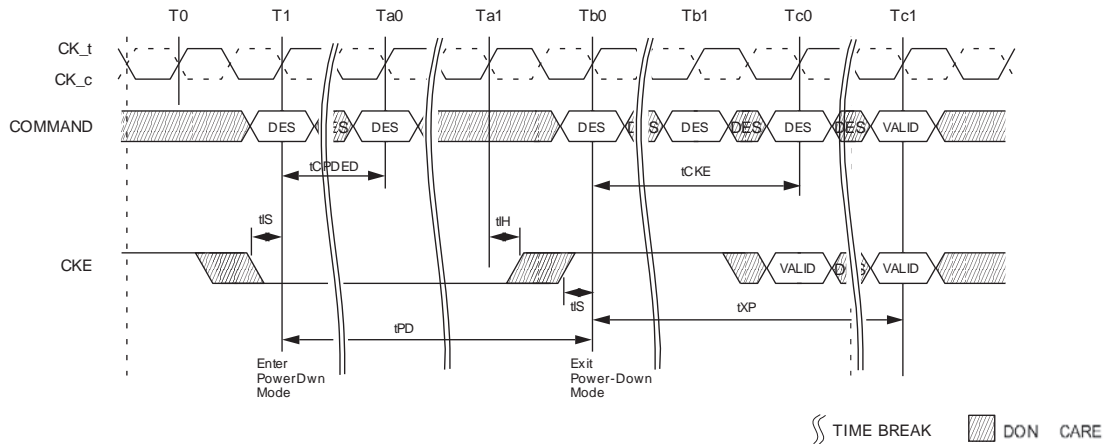 T0 T1 Ta0 Ta1 Tb0 Tb1 Tc0 Tc1
CK_t
CK_c
COMMAND DES DES DES DES DES DES DES DES VALID
tCPDED tCKE
tIS tIH
CKE VALID VALID
tIS
tXP
tPD
Enter
PowerDwn
Mode
Exit
Power-Down
Mode
TIME BREAK DON CARE